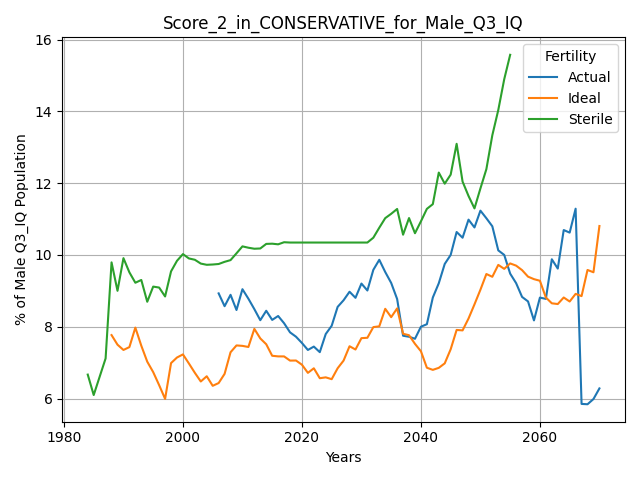 Score_2_in_CONSERVATIVE_for_Male_Q3_IQ
% of Male Q3_IQ Population
16
14
12
10
8
6
Fertility
Actual
Ideal
Sterile
1980
2000
2020
2040
2060
Years